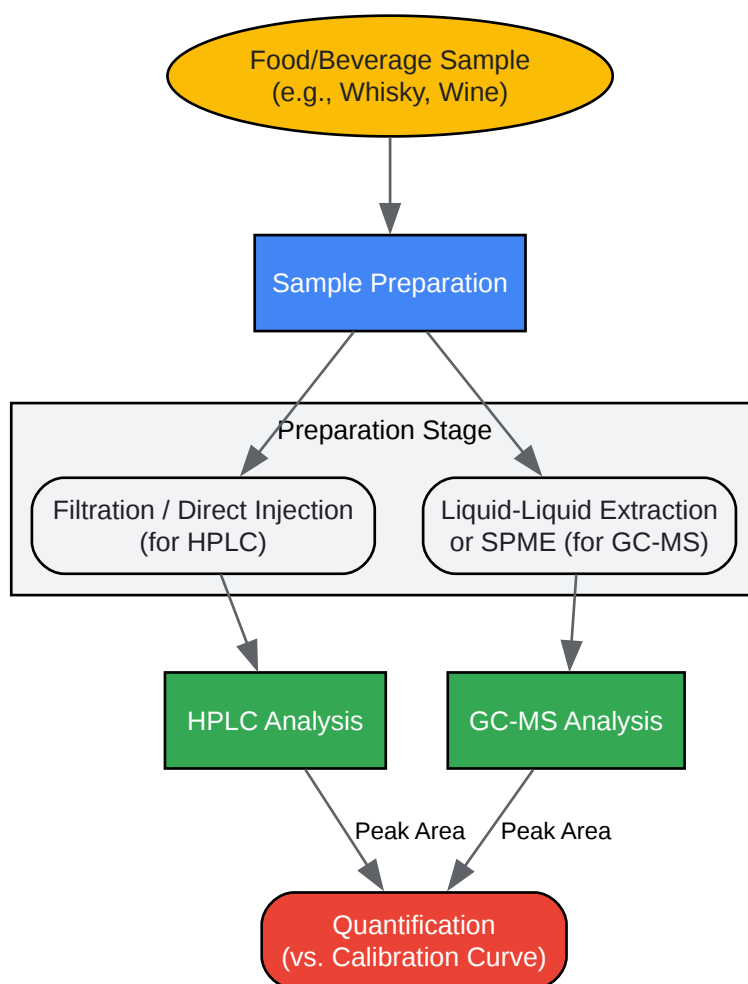 Food/Beverage Sample
(e.g., Whisky, Wine)
Sample Preparation
Preparation Stage
Filtration / Direct Injection
(for HPLC)
Liquid-Liquid Extraction
or SPME (for GC-MS)
HPLC Analysis
GC-MS Analysis
Peak Area
Peak Area
Quantification
(vs. Calibration Curve)